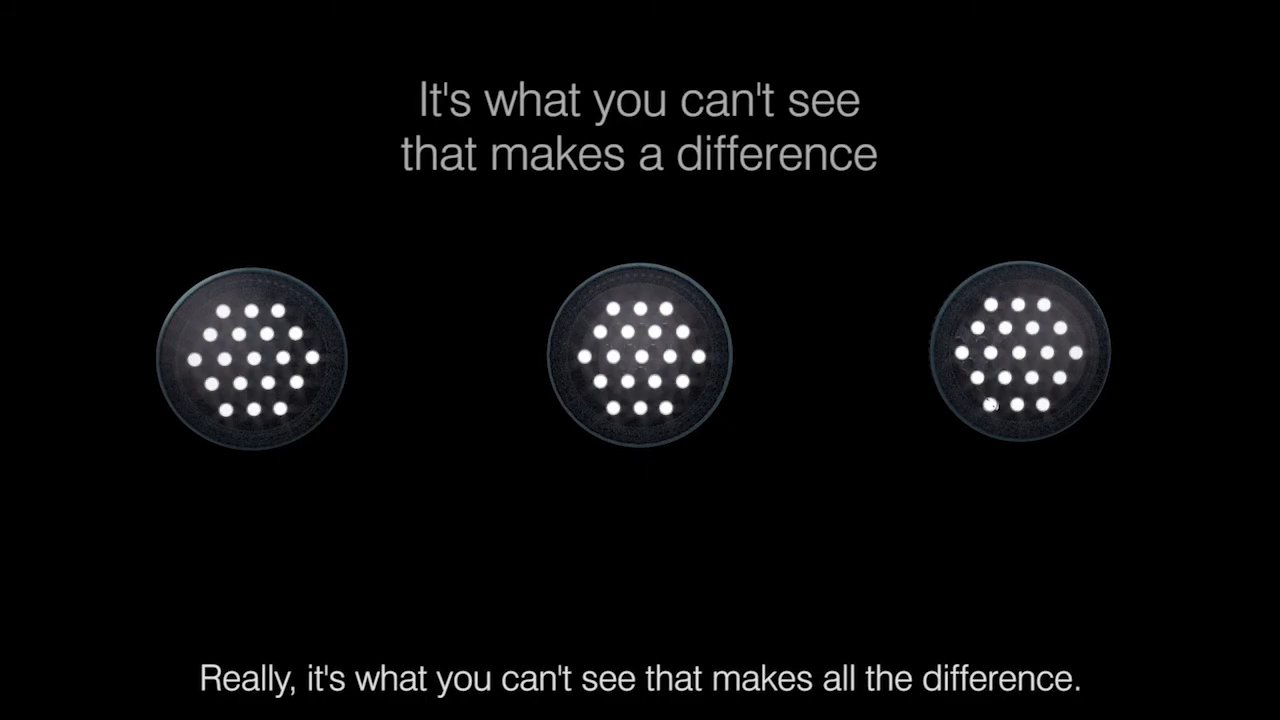 It's what you can't see
that makes a difference
Really, it's what you can't see that makes all the difference.